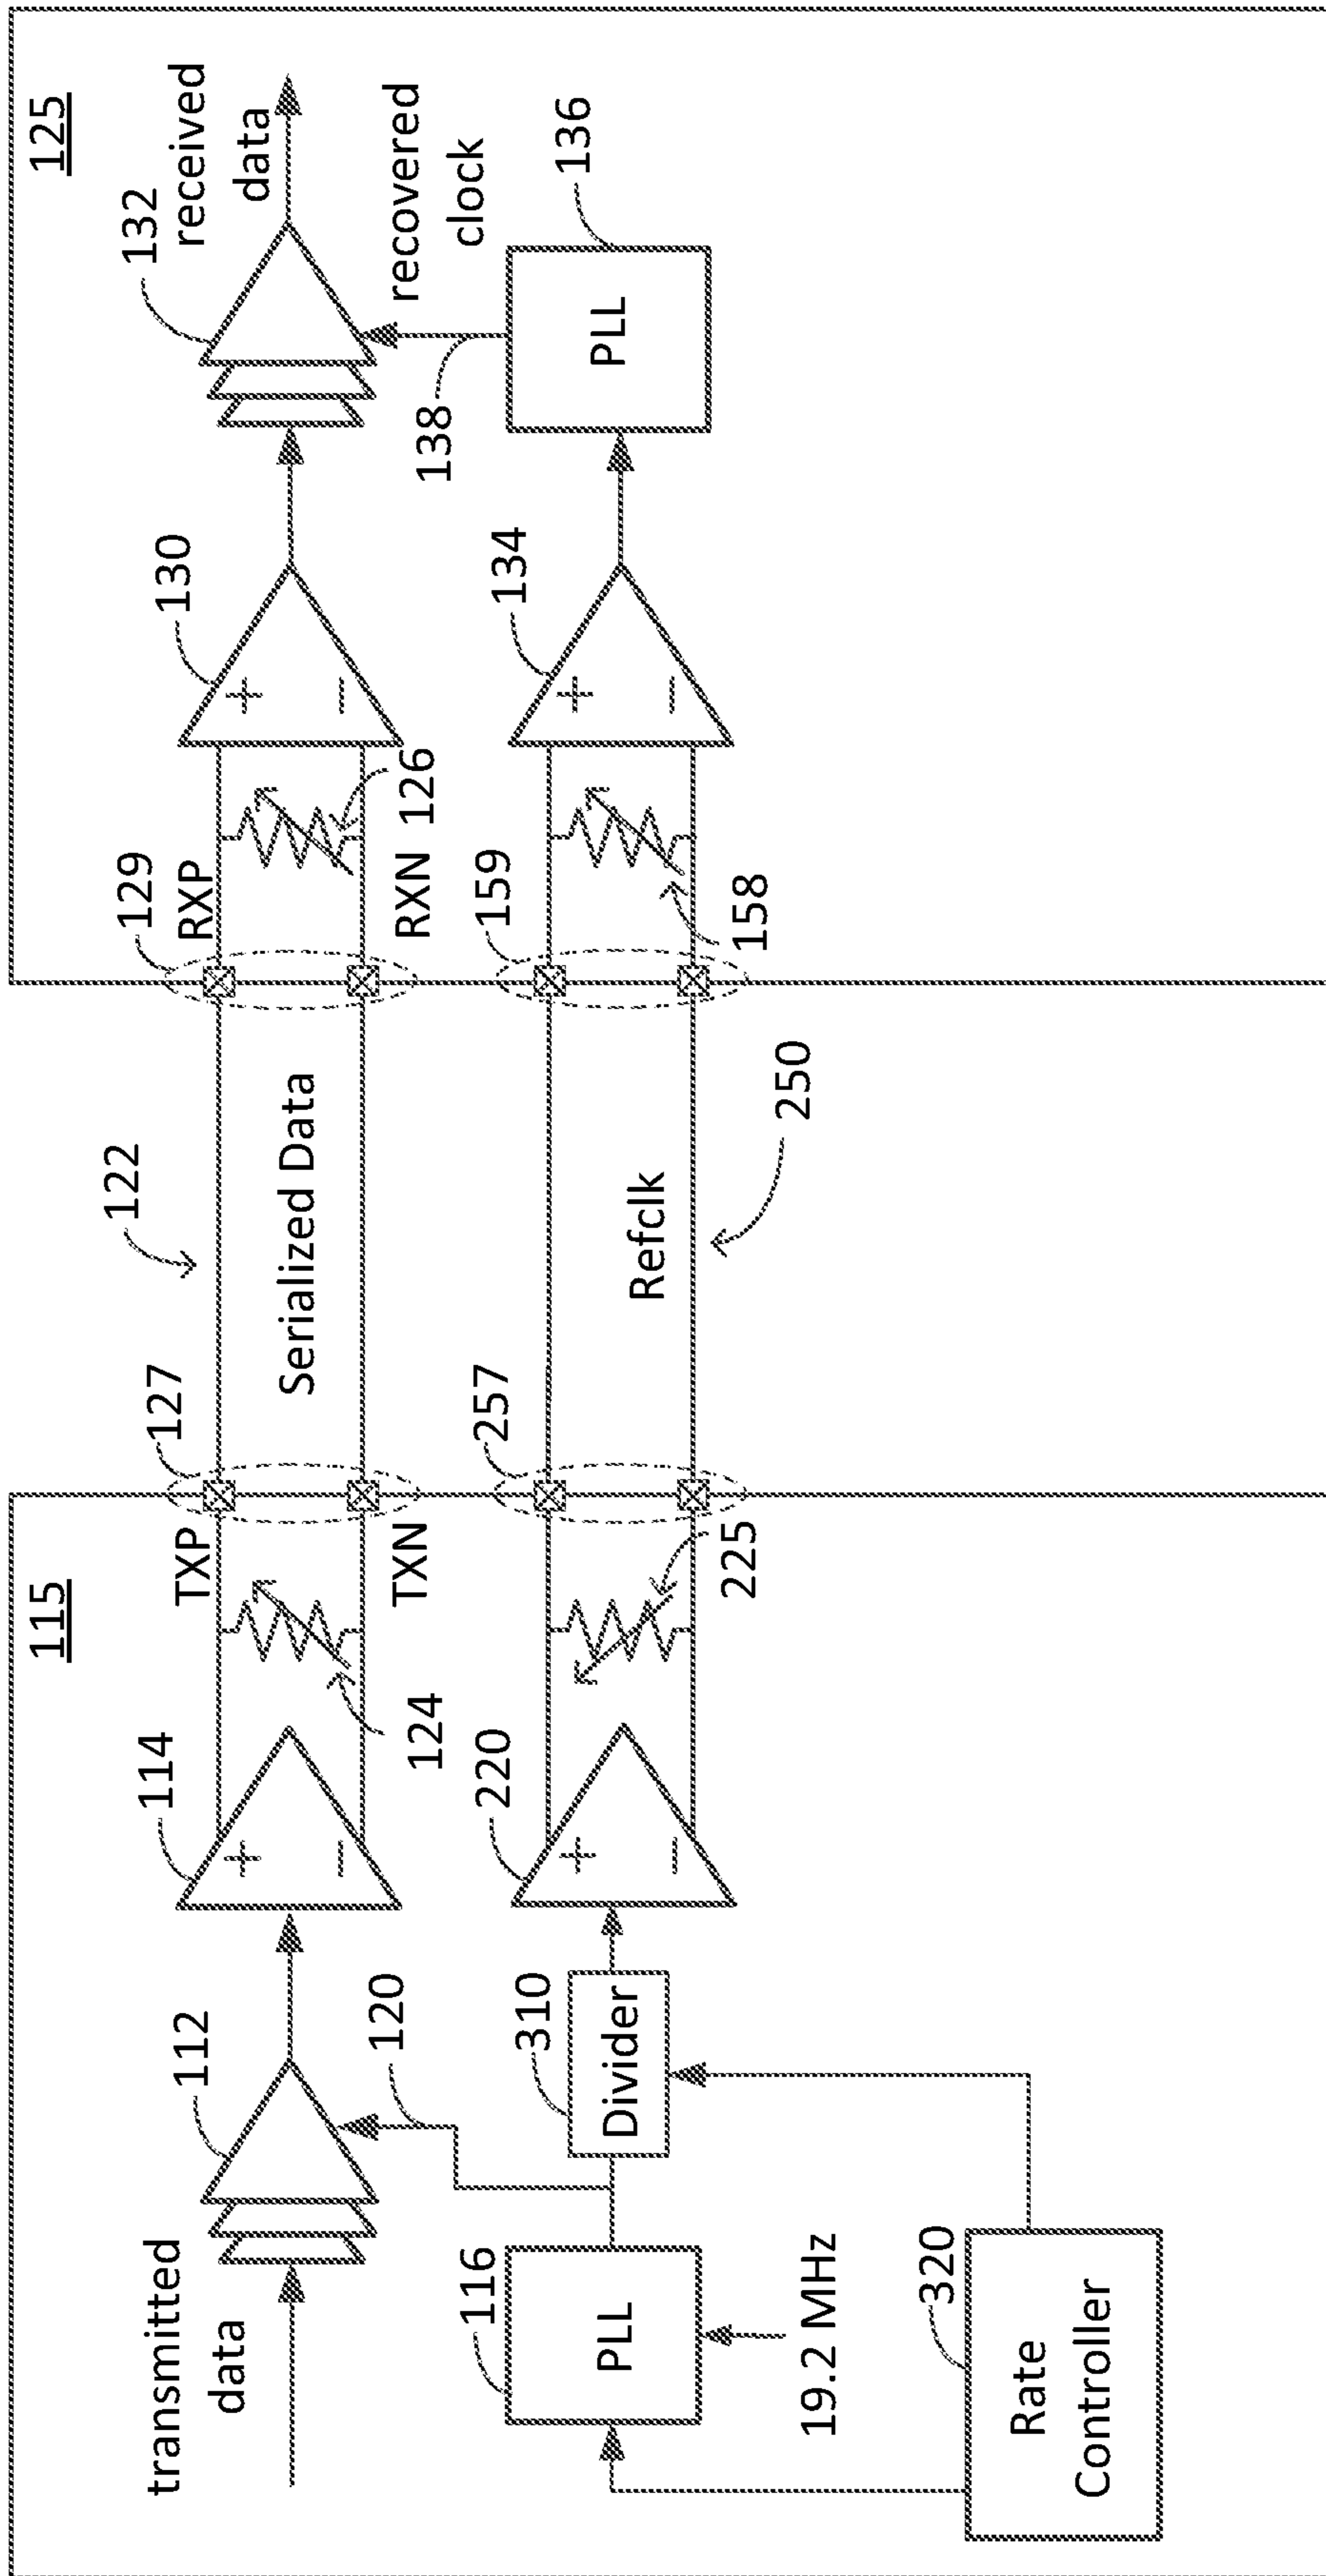 115
125
transmitted
data
112
114
TXP
127
122
129
RXP
130
132
received
data
120
124
TXN
Serialized Data
RXN
126
recovered
clock
138
116
PLL
310
Divider
220
257
159
134
136
PLL
19.2 MHz
225
Refclk
250
158
320
Rate
Controller